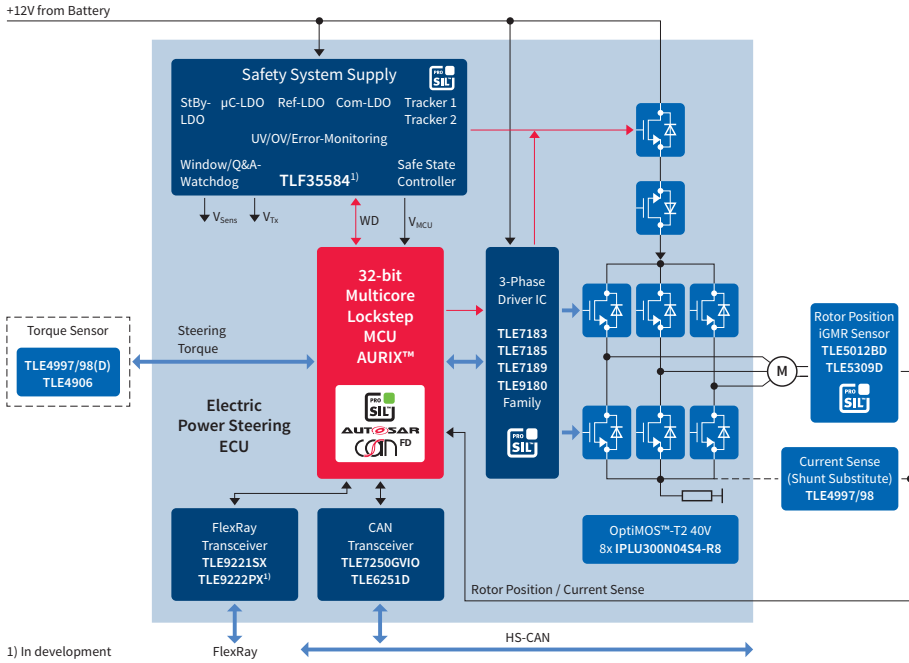 +12V from Battery
Safety System Supply
PRO
SIL
StBy-
LDO
µC-LDO
Ref-LDO
Com-LDO
Tracker 1
Tracker 2
UV/OV/Error-Monitoring
Window/Q&A-
Watchdog
TLF35584¹⁾
Safe State
Controller
VSens
VTx
WD
VMCU
32-bit
Multicore
Lockstep
MCU
AURIX™
PRO
SIL
AUTOSAR
CAN FD
3-Phase
Driver IC
TLE7183
TLE7185
TLE7189
TLE9180
Family
PRO
SIL
Torque Sensor
TLE4997/98(D)
TLE4906
Steering
Torque
Electric
Power Steering
ECU
M
Rotor Position
iGMR Sensor
TLE5012BD
TLE5309D
PRO
SIL
Current Sense
(Shunt Substitute)
TLE4997/98
OptiMOS™-T2 40V
8x IPLU300N04S4-R8
FlexRay
Transceiver
TLE9221SX
TLE9222PX¹⁾
CAN
Transceiver
TLE7250GVIO
TLE6251D
Rotor Position / Current Sense
HS-CAN
FlexRay
1) In development